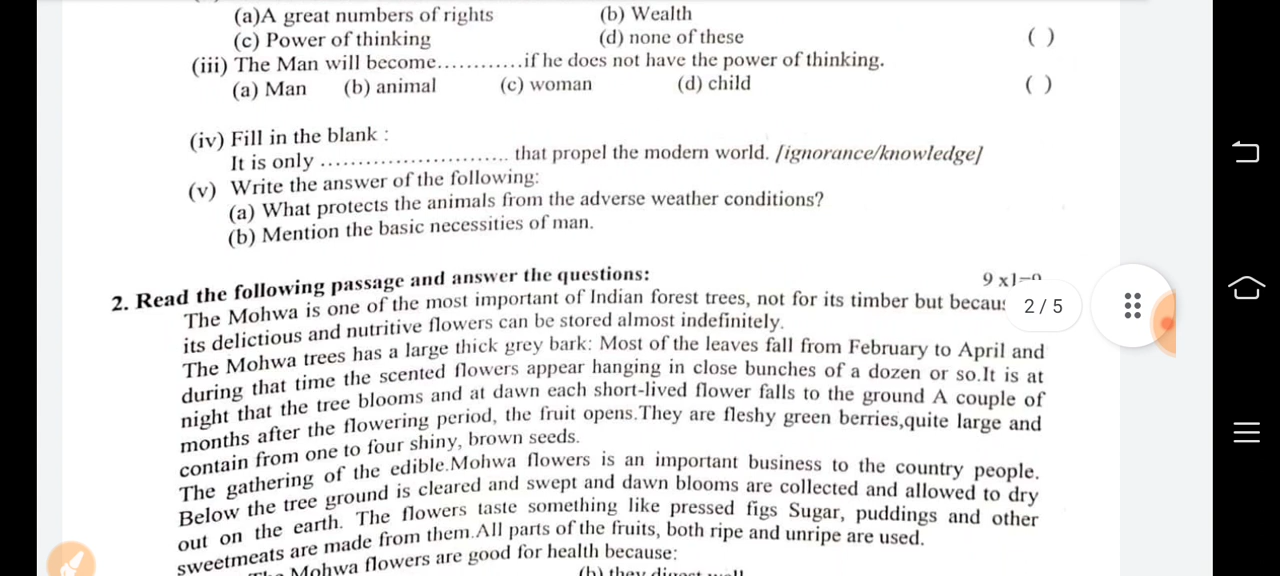 (a)A great numbers of rights (b) Wealth
(c) Power of thinking (d) none of these ( )
(iii) The Man will become............if he does not have the power of thinking.
(a) Man (b) animal (c) woman (d) child ( )
(iv) Fill in the blank :
It is only ........................... that propel the modern world. [ignorance/knowledge]
(v) Write the answer of the following:
(a) What protects the animals from the adverse weather conditions?
(b) Mention the basic necessities of man.
2. Read the following passage and answer the questions: 9 x1=9
The Mohwa is one of the most important of Indian forest trees, not for its timber but becau
2/5
its delictious and nutritive flowers can be stored almost indefinitely.
The Mohwa trees has a large thick grey bark: Most of the leaves fall from February to April and
during that time the scented flowers appear hanging in close bunches of a dozen or so.It is at
night that the tree blooms and at dawn each short-lived flower falls to the ground A couple of
months after the flowering period, the fruit opens.They are fleshy green berries,quite large and
contain from one to four shiny, brown seeds.
The gathering of the edible.Mohwa flowers is an important business to the country people.
Below the tree ground is cleared and swept and dawn blooms are collected and allowed to dry
out on the earth. The flowers taste something like pressed figs Sugar, puddings and other
sweetmeats are made from them.All parts of the fruits, both ripe and unripe are used.
Mohwa flowers are good for health because:
(b) they digest well